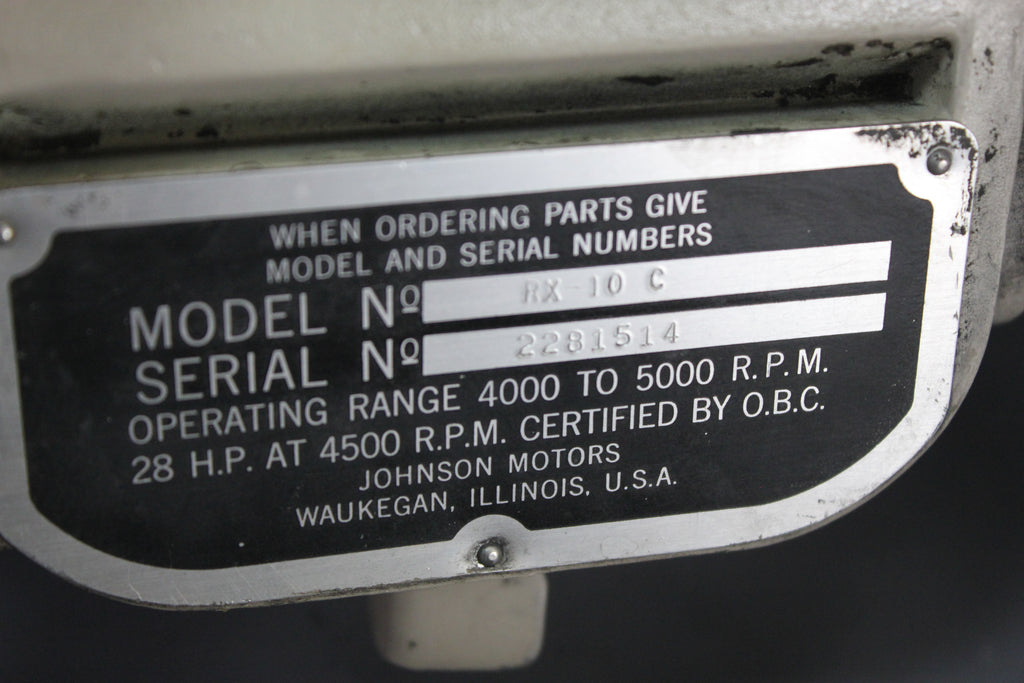 WHEN ORDERING PARTS GIVE
MODEL AND SERIAL NUMBERS
MODEL Nº RX 10 C
SERIAL Nº 2281514
OPERATING RANGE 4000 TO 5000 R.P.M.
28 H.P. AT 4500 R.P.M. CERTIFIED BY O.B.C.
JOHNSON MOTORS
WAUKEGAN, ILLINOIS, U.S.A.